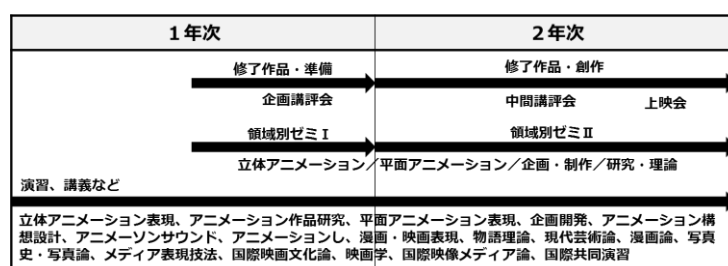 1年次
2年次
修了作品・準備
修了作品・創作
企画講評会
中間講評会
上映会
領域別ゼミⅠ
領域別ゼミⅡ
立体アニメーション／平面アニメーション／企画・制作／研究・理論
演習、講義など
立体アニメーション表現、アニメーション作品研究、平面アニメーション表現、企画開発、アニメーション構
想設計、アニメーソンサウンド、アニメーションし、漫画・映画表現、物語理論、現代芸術論、漫画論、写真
史・写真論、メディア表現技法、国際映画文化論、映画学、国際映像メディア論、国際共同演習